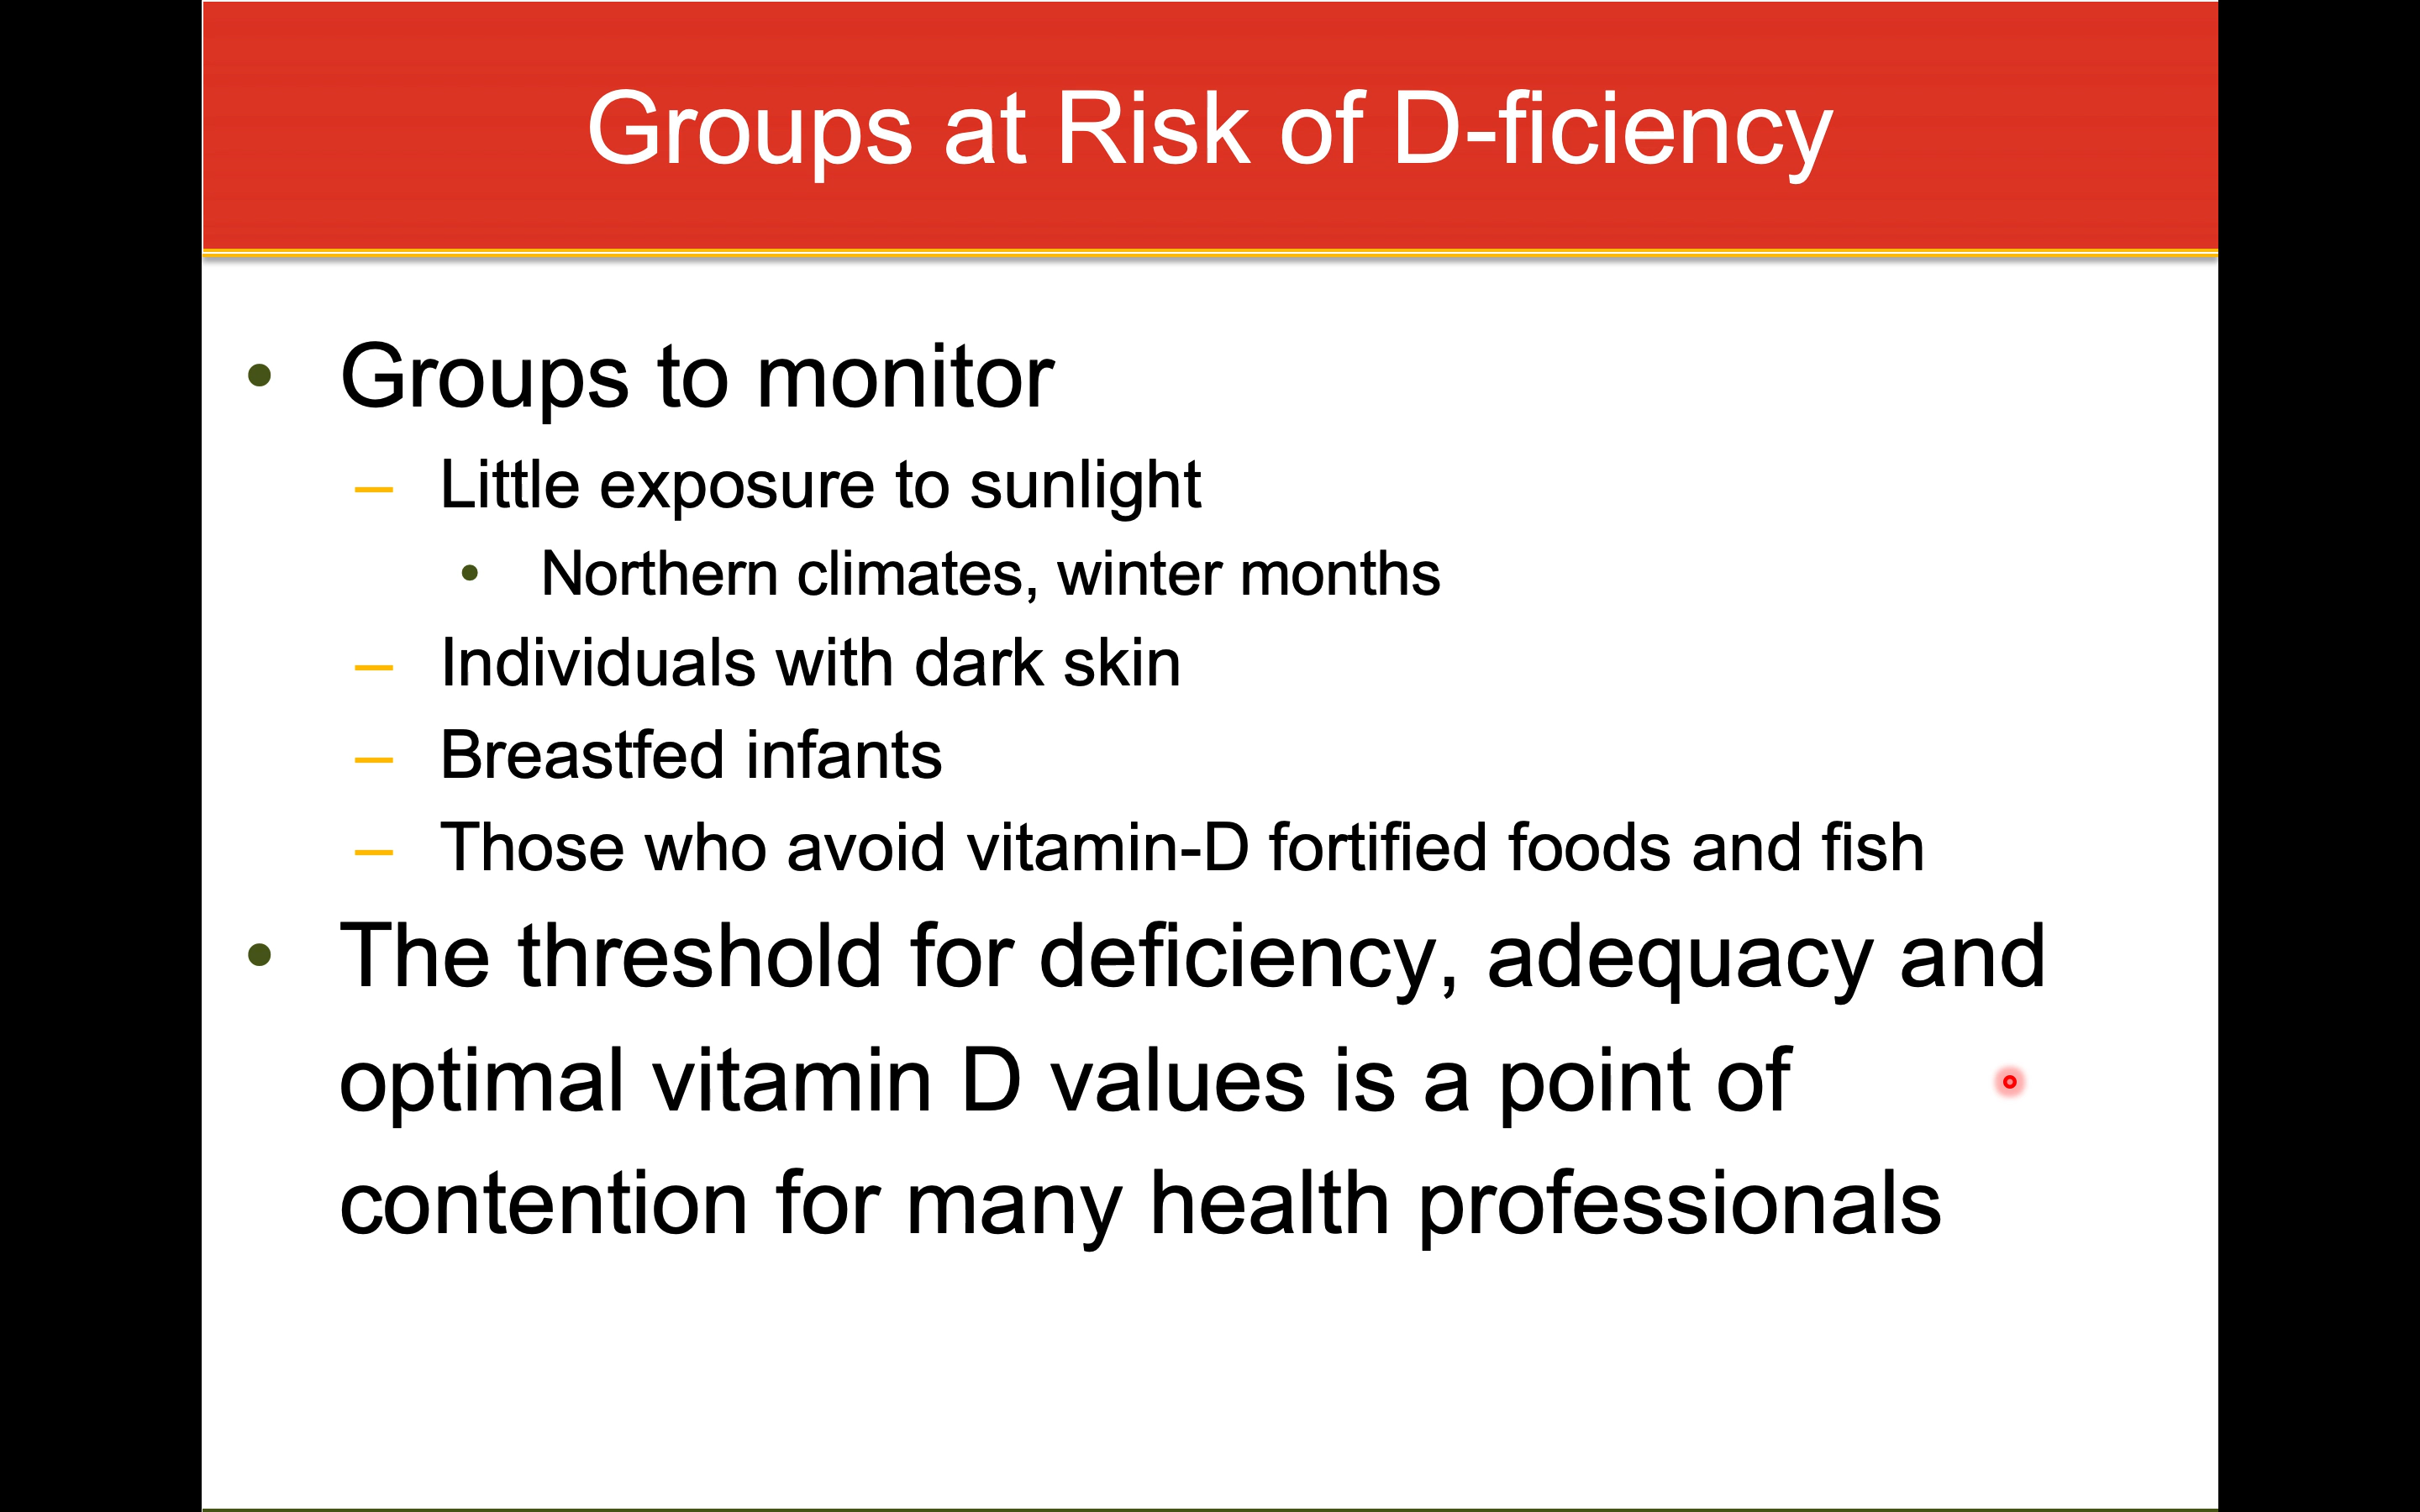 Groups at Risk of D-ficiency
• Groups to monitor
– Little exposure to sunlight
• Northern climates, winter months
– Individuals with dark skin
– Breastfed infants
– Those who avoid vitamin-D fortified foods and fish
• The threshold for deficiency, adequacy and
optimal vitamin D values is a point of
contention for many health professionals